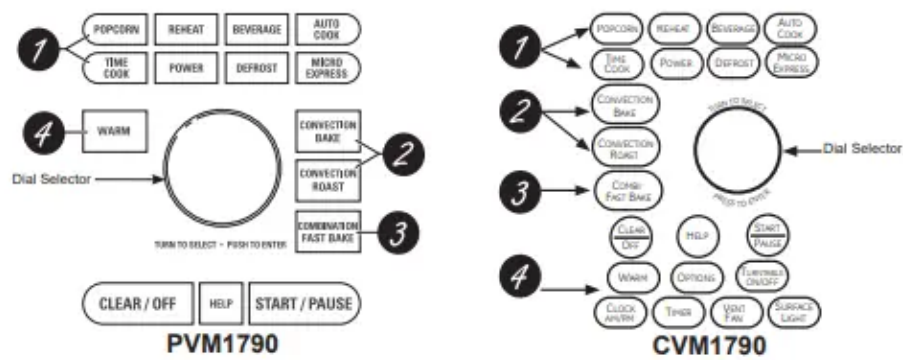 1
POPCORN
REHEAT
BEVERAGE
AUTO
COOK
TIME
COOK
POWER
DEFROST
MICRO
EXPRESS
4
WARM
CONVECTION
BAKE
2
CONVECTION
ROAST
Dial Selector
COMBINATION
FAST BAKE
3
TURN TO SELECT - PUSH TO ENTER
CLEAR / OFF
HELP
START / PAUSE
PVM1790
1
POPCORN
REHEAT
BEVERAGE
AUTO
COOK
TIME
COOK
POWER
DEFROST
MICRO
EXPRESS
2
CONVECTION
BAKE
CONVECTION
ROAST
TURN TO SELECT
Dial Selector
PRESS TO ENTER
3
COMBI-
FAST BAKE
CLEAR
OFF
HELP
START
PAUSE
4
WARM
OPTIONS
TURNTABLE
ON/OFF
CLOCK
AM/PM
TIMER
VENT
FAN
SURFACE
LIGHT
CVM1790